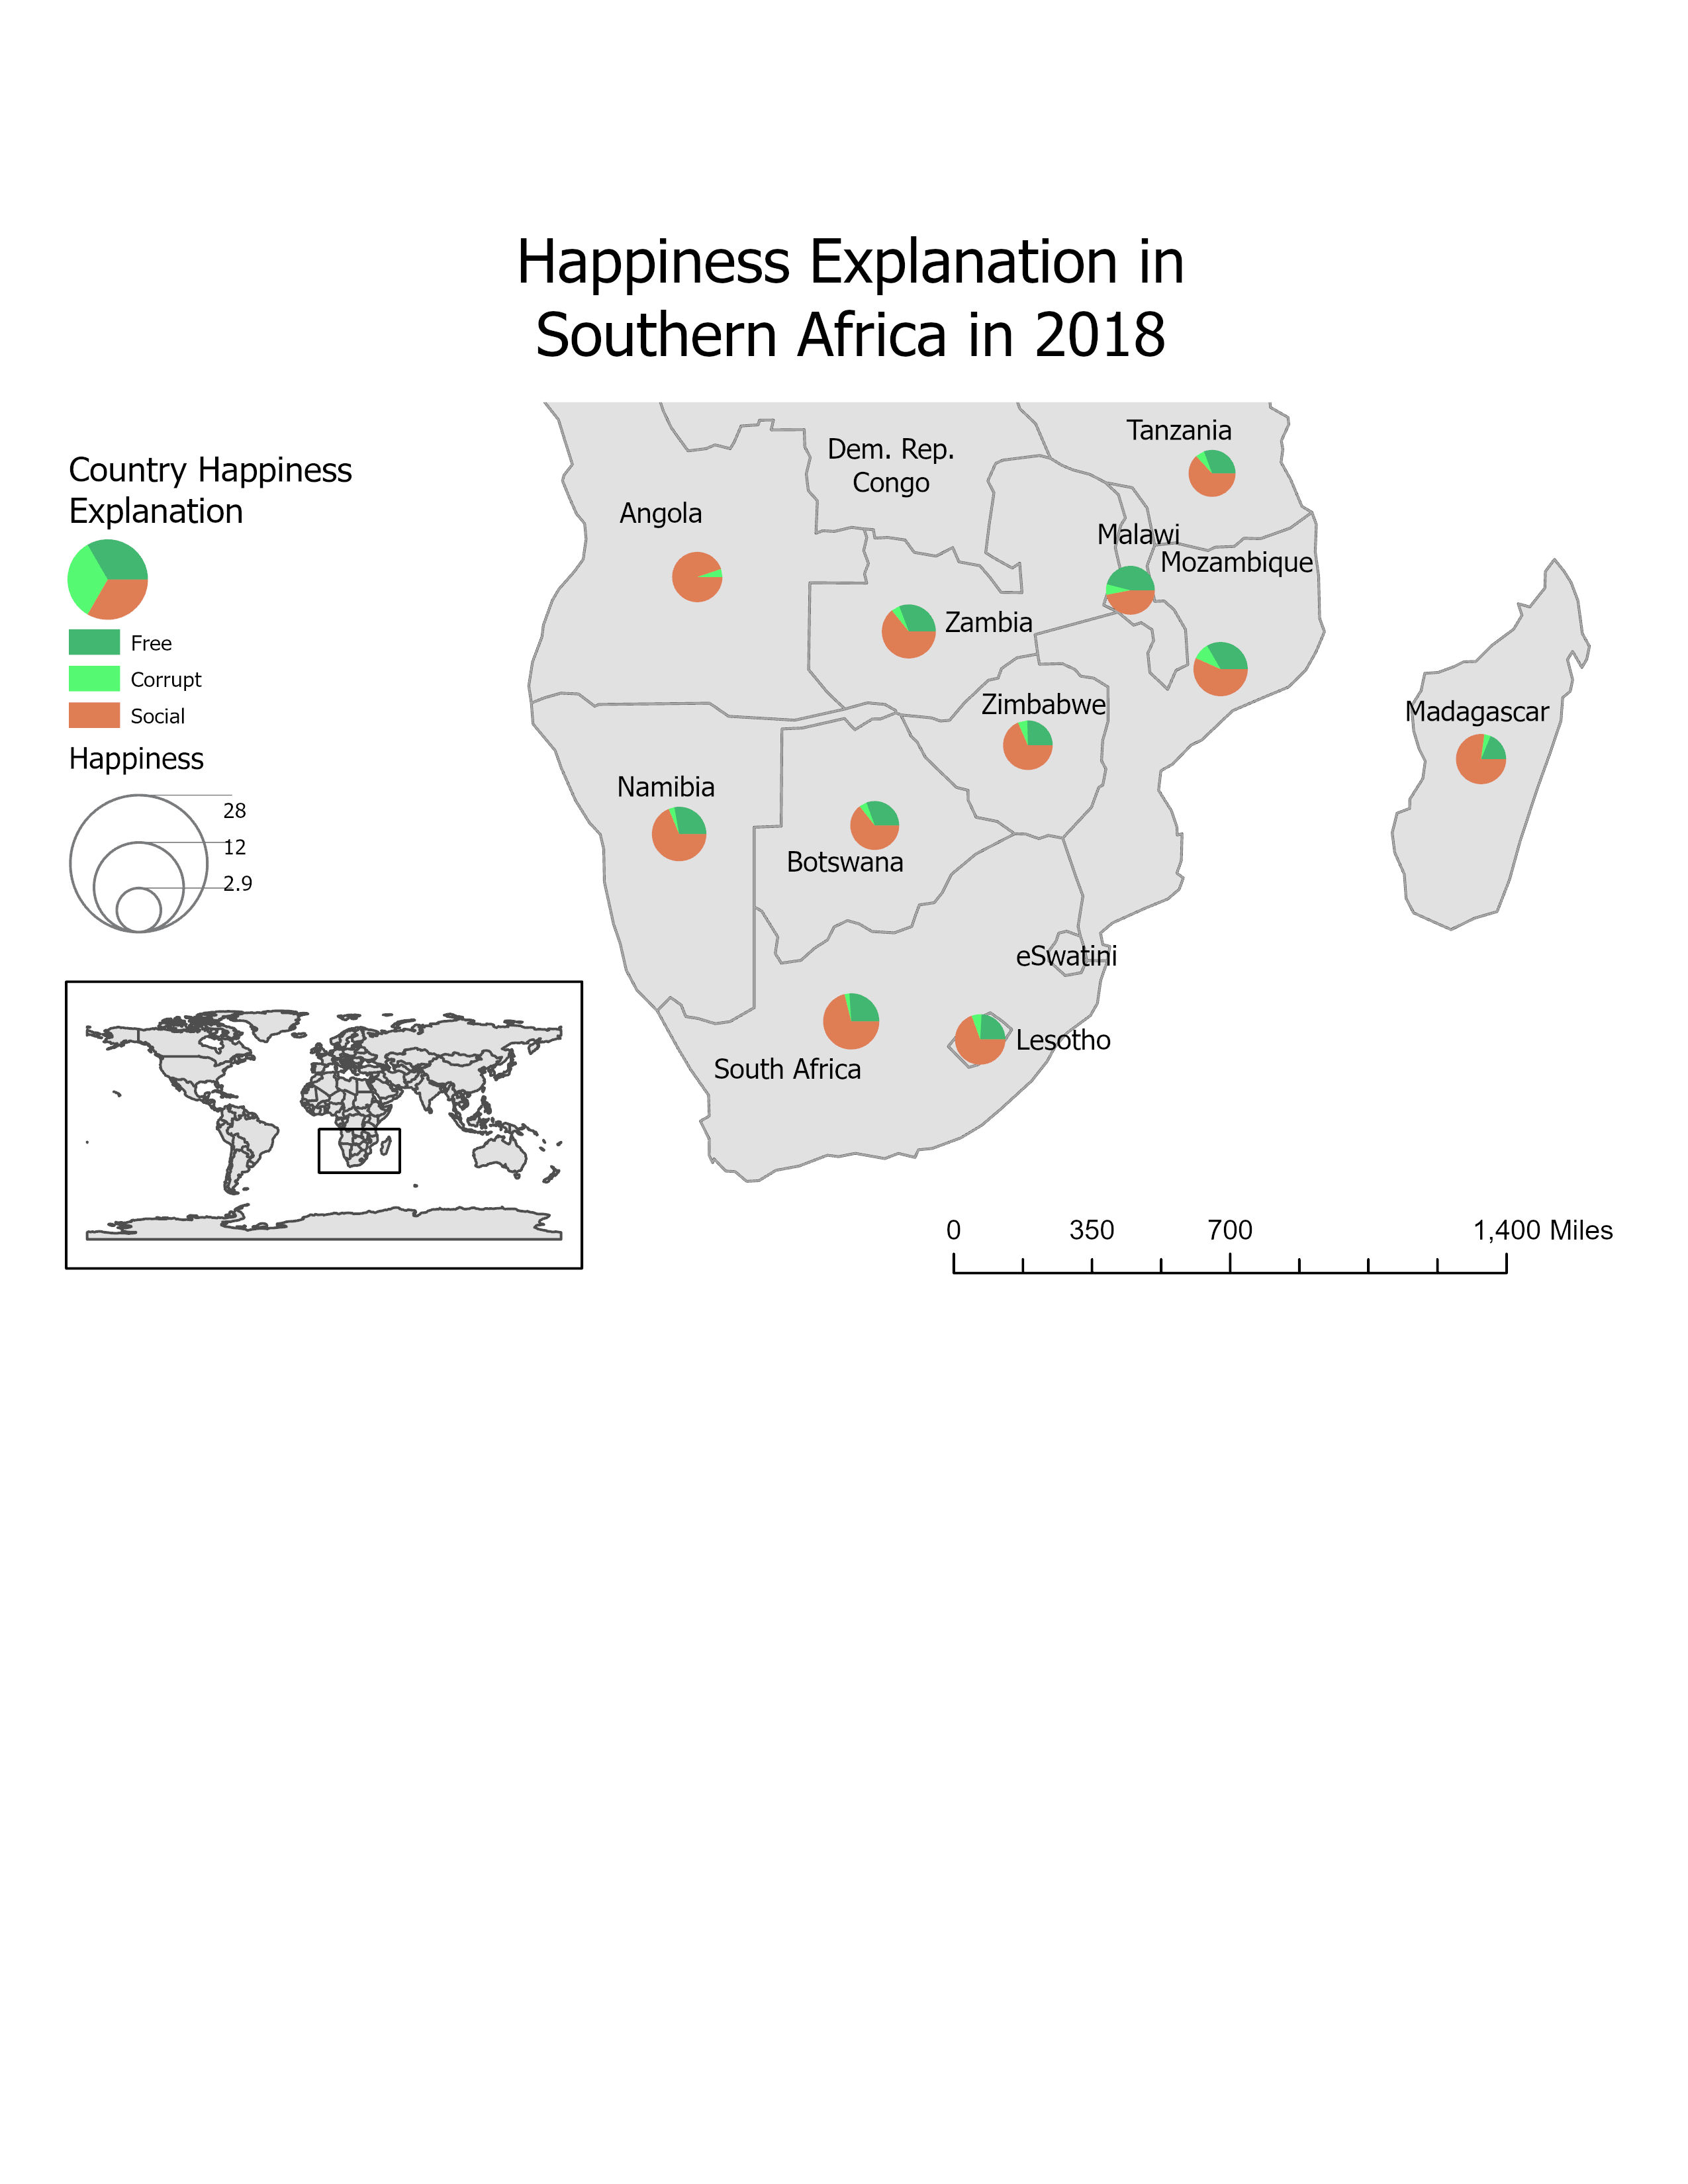 Happiness Explanation in
Southern Africa in 2018
Country Happiness
Explanation
Free
Corrupt
Social
Happiness
28
12
2.9
Tanzania
Dem. Rep.
Congo
Angola
Malawi
Mozambique
Zambia
Zimbabwe
Madagascar
Namibia
Botswana
eSwatini
South Africa
Lesotho
0 350 700 1,400 Miles